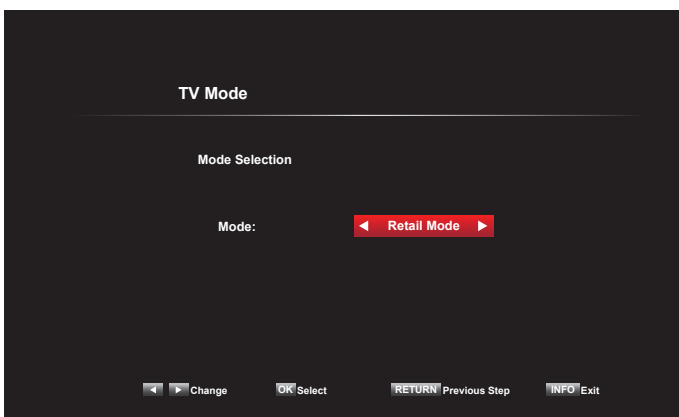 TV Mode
Mode Selection
Mode: Retail Mode
Change OK Select RETURN Previous Step INFO Exit